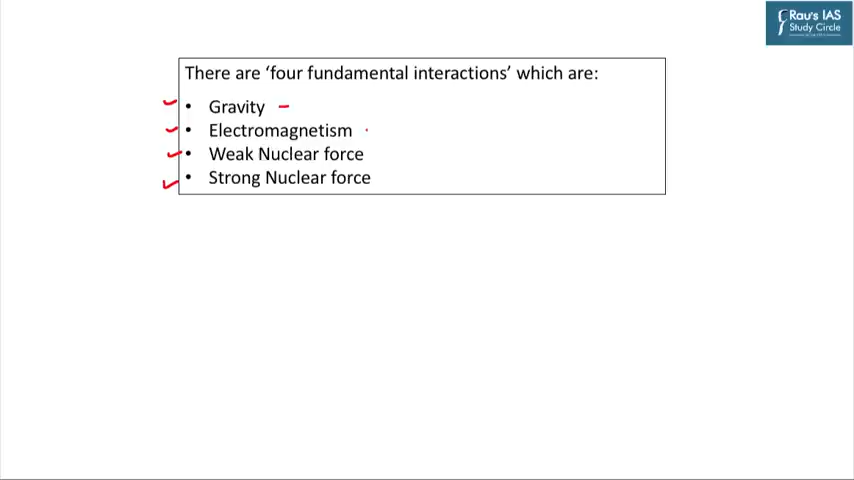 Rau's IAS
Study Circle
There are ‘four fundamental interactions’ which are:
• Gravity
• Electromagnetism
• Weak Nuclear force
• Strong Nuclear force